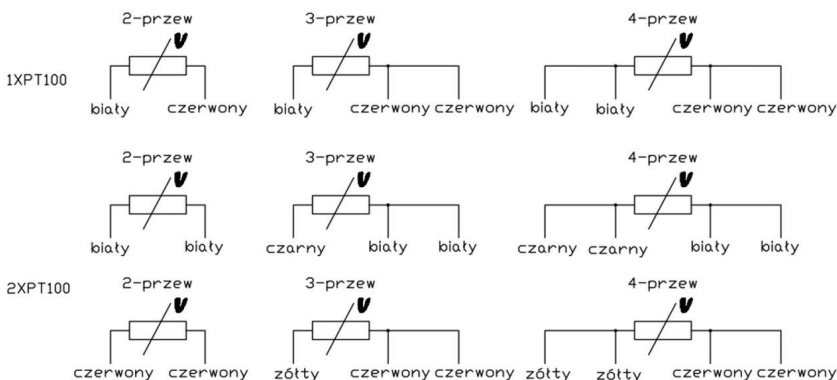 2-przew 3-przew 4-przew
V V V
1XPT100
biały czerwony biały czerwony czerwony biały biały czerwony czerwony
2-przew 3-przew 4-przew
V V V
biały biały czarny biały biały czarny czarny biały biały
2XPT100
2-przew 3-przew 4-przew
V V V
czerwony czerwony żółty czerwony czerwony żółty żółty czerwony czerwony